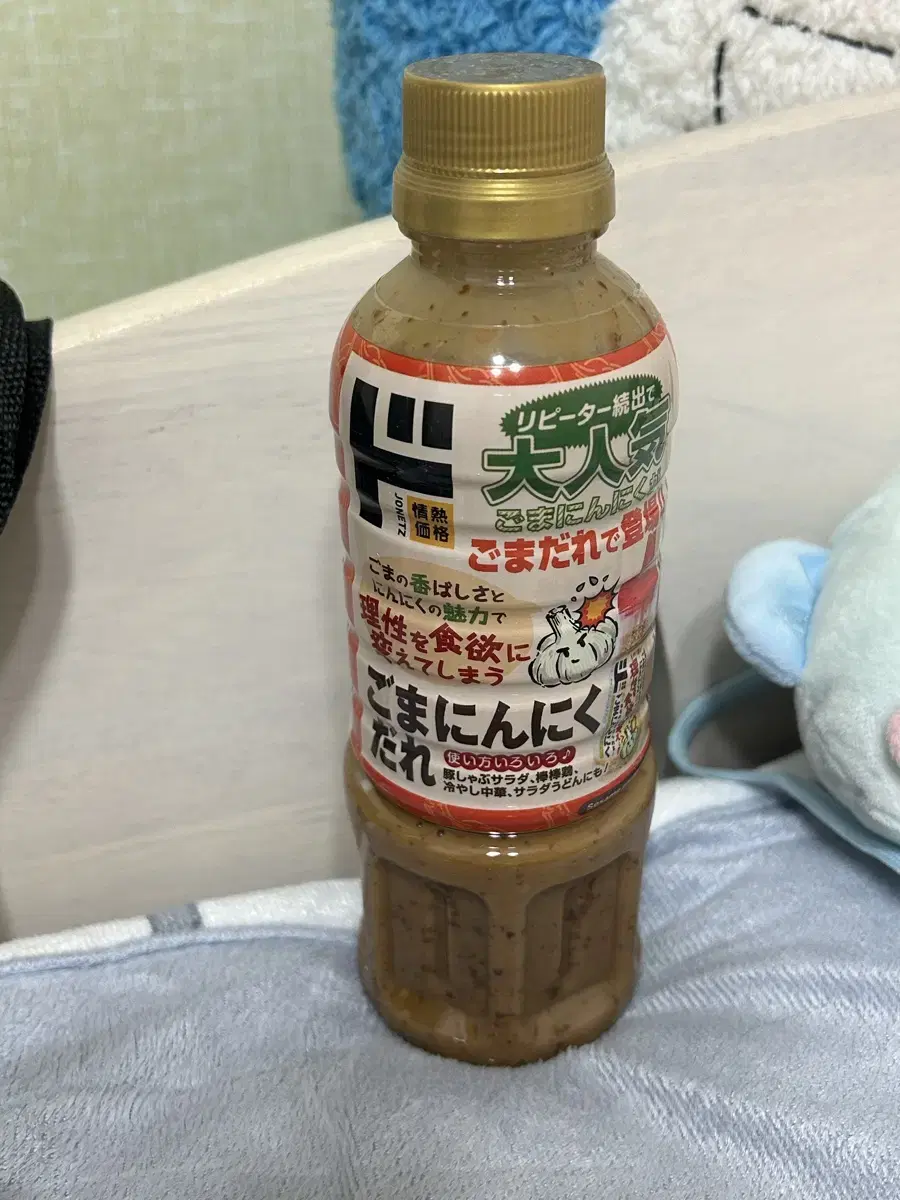 ド
JONETZ
情熱
価格
リピーター続出で
大人気
ごまにんにく
ごまだれで登場!
ごまの香ばしさと
にんにくの魅力で
理性を食欲に
変えてしまう
ごまにんにく
だれ
使い方いろいろ♪
豚しゃぶサラダ、棒棒鶏、
冷やし中華、サラダうどんにも!